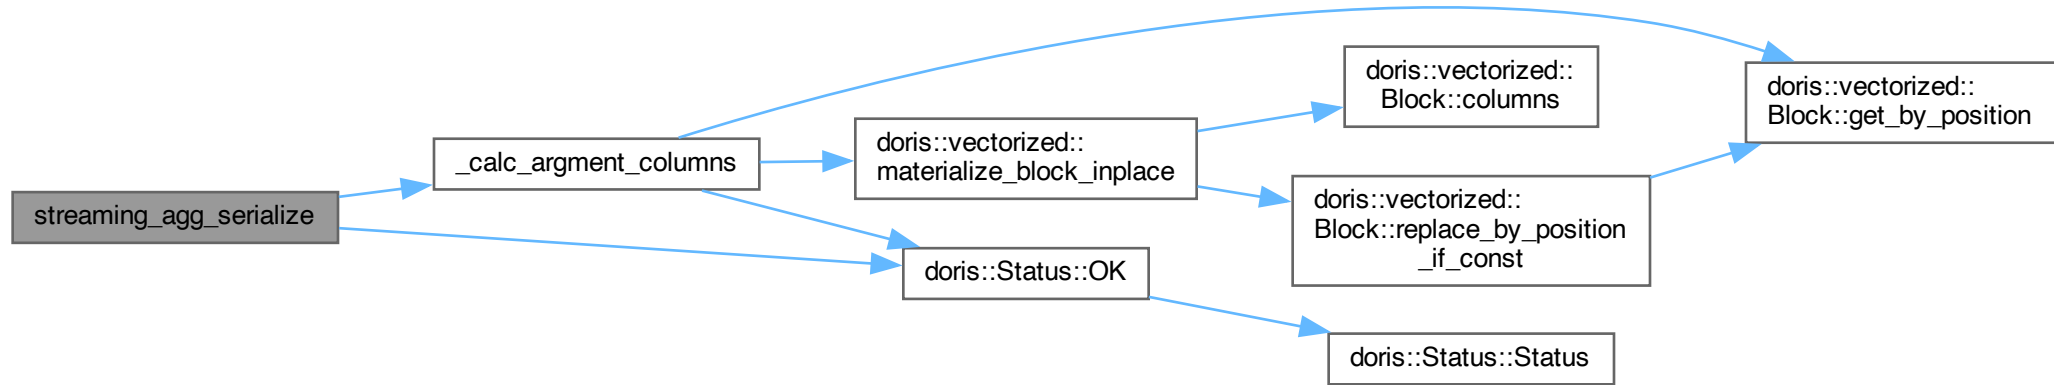 streaming_agg_serialize
_calc_argment_columns
doris::vectorized::
materialize_block_inplace
doris::Status::OK
doris::vectorized::
Block::columns
doris::vectorized::
Block::replace_by_position
_if_const
doris::Status::Status
doris::vectorized::
Block::get_by_position